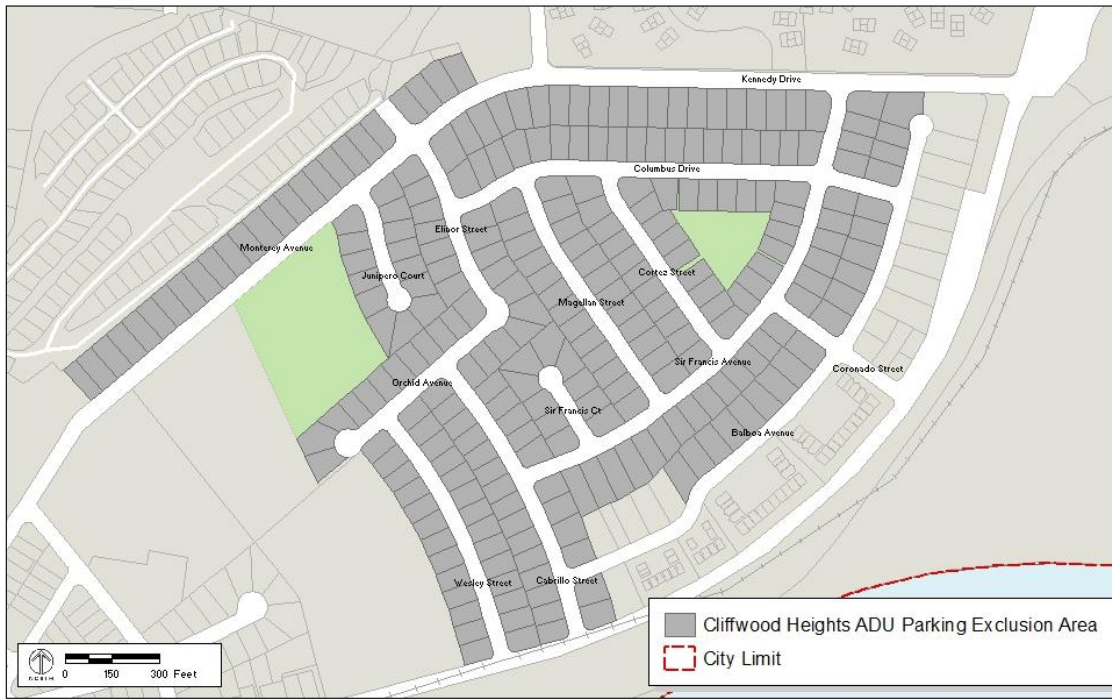 Kennedy Drive
Columbus Drive
Elinor Street
Monterey Avenue
Junipero Court
Cortez Street
Magellan Street
Sir Francis Avenue
Coronado Street
Orchid Avenue
Sir Francis Ct
Balboa Avenue
Wesley Street
Cabrillo Street
Cliffwood Heights ADU Parking Exclusion Area
City Limit
NORTH
0 150 300 Feet